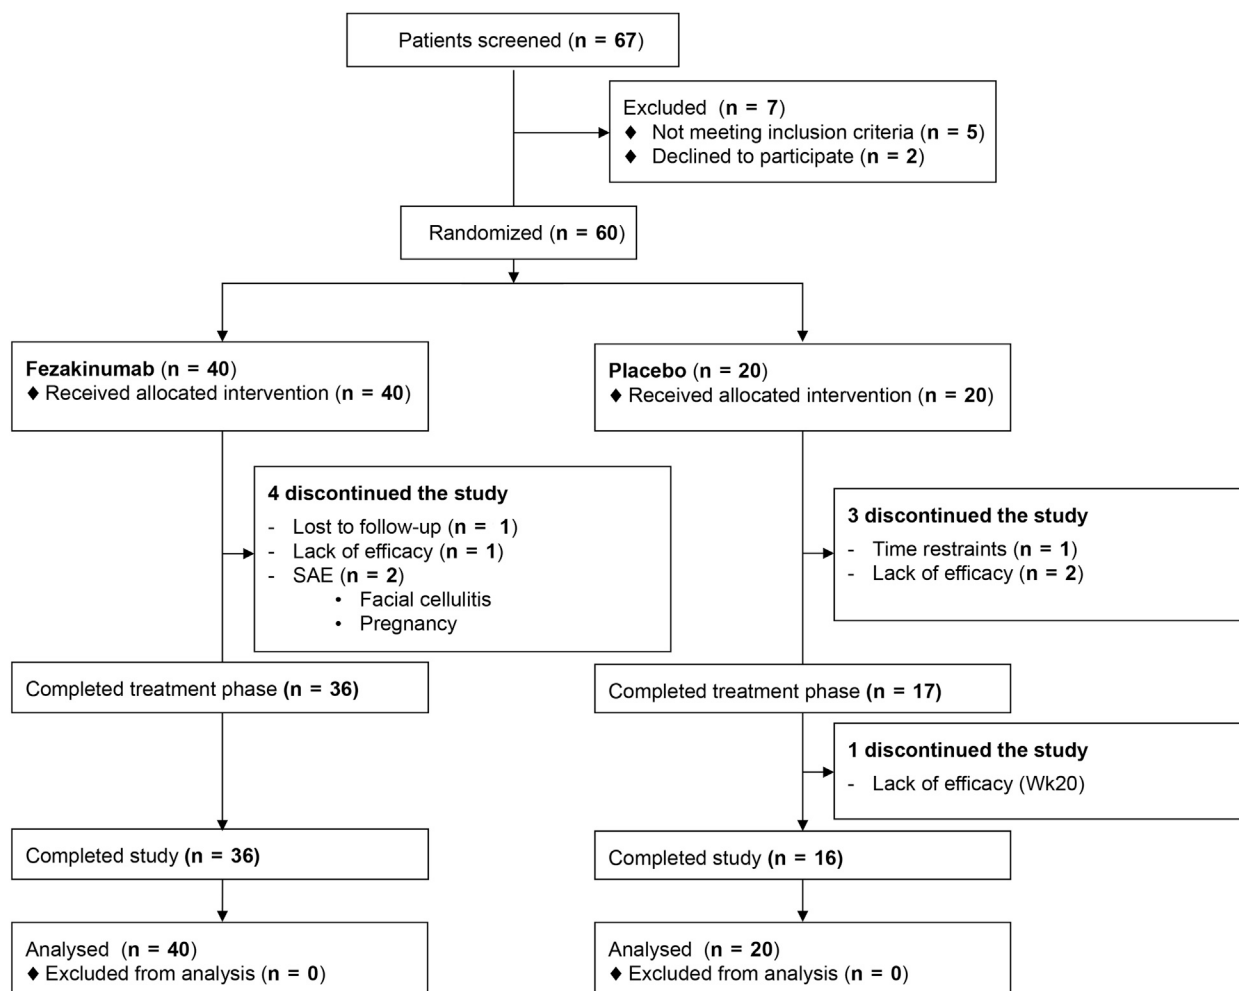 Patients screened (n = 67)
Excluded (n = 7)
♦ Not meeting inclusion criteria (n = 5)
♦ Declined to participate (n = 2)
Randomized (n = 60)
Fezakinumab (n = 40)
♦ Received allocated intervention (n = 40)
Placebo (n = 20)
♦ Received allocated intervention (n = 20)
4 discontinued the study
- Lost to follow-up (n = 1)
- Lack of efficacy (n = 1)
- SAE (n = 2)
• Facial cellulitis
• Pregnancy
3 discontinued the study
- Time restraints (n = 1)
- Lack of efficacy (n = 2)
Completed treatment phase (n = 36)
Completed treatment phase (n = 17)
1 discontinued the study
- Lack of efficacy (Wk20)
Completed study (n = 36)
Completed study (n = 16)
Analysed (n = 40)
♦ Excluded from analysis (n = 0)
Analysed (n = 20)
♦ Excluded from analysis (n = 0)